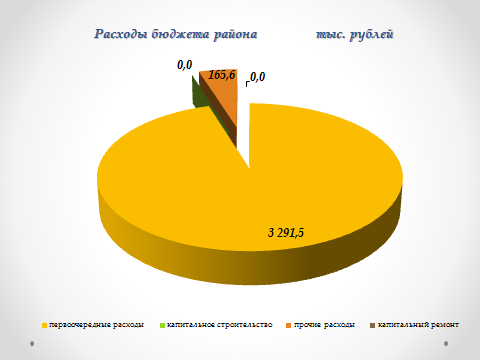 Расходы бюджета района тыс. рублей
0,0
165,6
0,0
3 291,5
первоочередные расходы
капитальное строительство
прочие расходы
капитальный ремонт